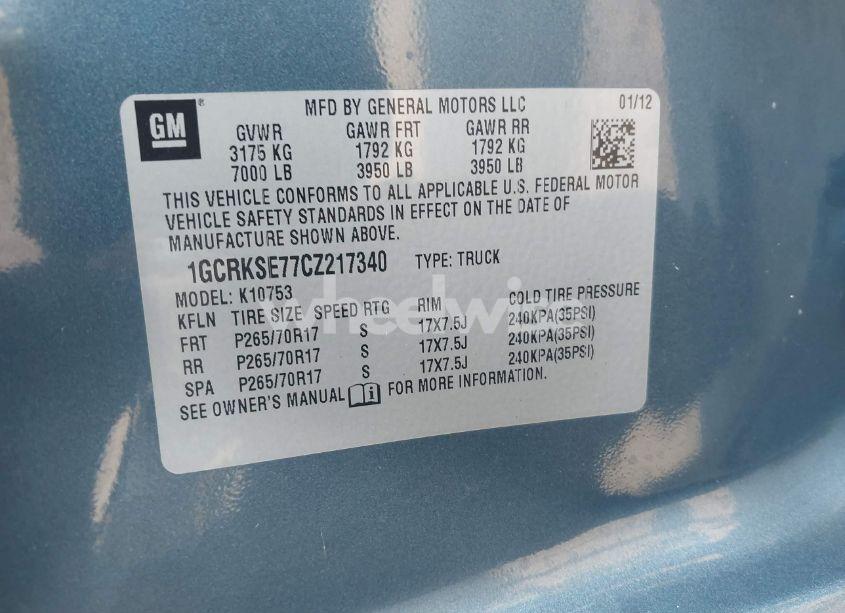 GM
MFD BY GENERAL MOTORS LLC 01/12
GVWR GAWR FRT GAWR RR
3175 KG 1792 KG 1792 KG
7000 LB 3950 LB 3950 LB
THIS VEHICLE CONFORMS TO ALL APPLICABLE U.S. FEDERAL MOTOR
VEHICLE SAFETY STANDARDS IN EFFECT ON THE DATE OF
MANUFACTURE SHOWN ABOVE.
1GCRKSE77CZ217340 TYPE: TRUCK
MODEL: K10753
KFLN TIRE SIZE SPEED RTG RIM COLD TIRE PRESSURE
FRT P265/70R17 S 17X7.5J 240KPA(35PSI)
RR P265/70R17 S 17X7.5J 240KPA(35PSI)
SPA P265/70R17 S 17X7.5J 240KPA(35PSI)
SEE OWNER'S MANUAL i FOR MORE INFORMATION.